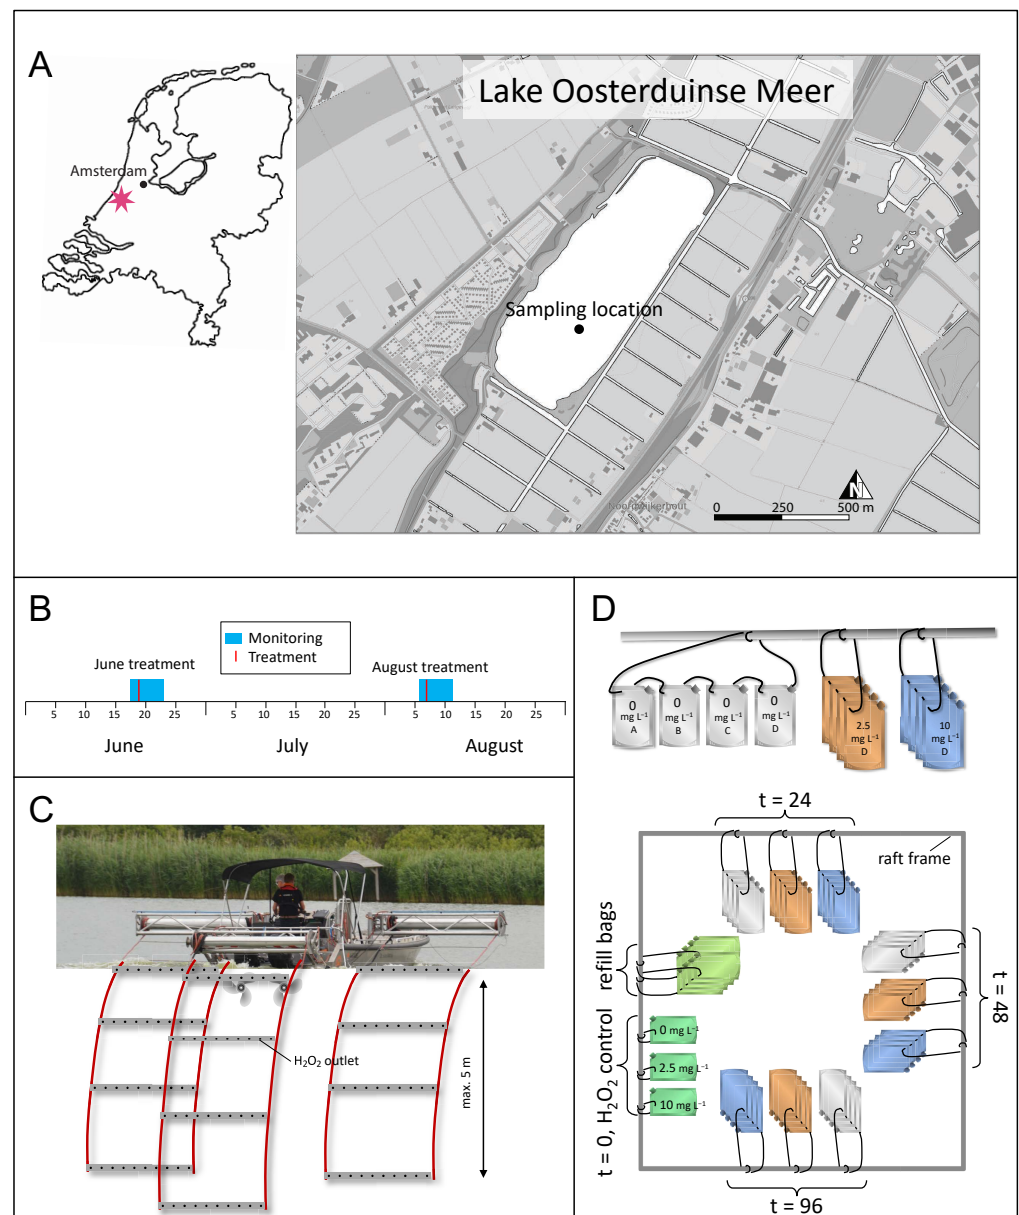 A
Lake Oosterduinse Meer
Amsterdam
Sampling location
N
0 250 500 m
Noordwijkerhout
B
Monitoring
Treatment
June treatment
August treatment
5 10 15 20 25 5 10 15 20 25 5 10 15 20 25
June July August
C
H₂O₂ outlet
max. 5 m
D
0
mg L⁻¹
A
0
mg L⁻¹
B
0
mg L⁻¹
C
0
mg L⁻¹
D
2.5
mg L⁻¹
D
10
mg L⁻¹
D
t = 24
raft frame
refill bags
t = 48
t = 0, H₂O₂ control
0 mg L⁻¹
2.5 mg L⁻¹
10 mg L⁻¹
t = 96